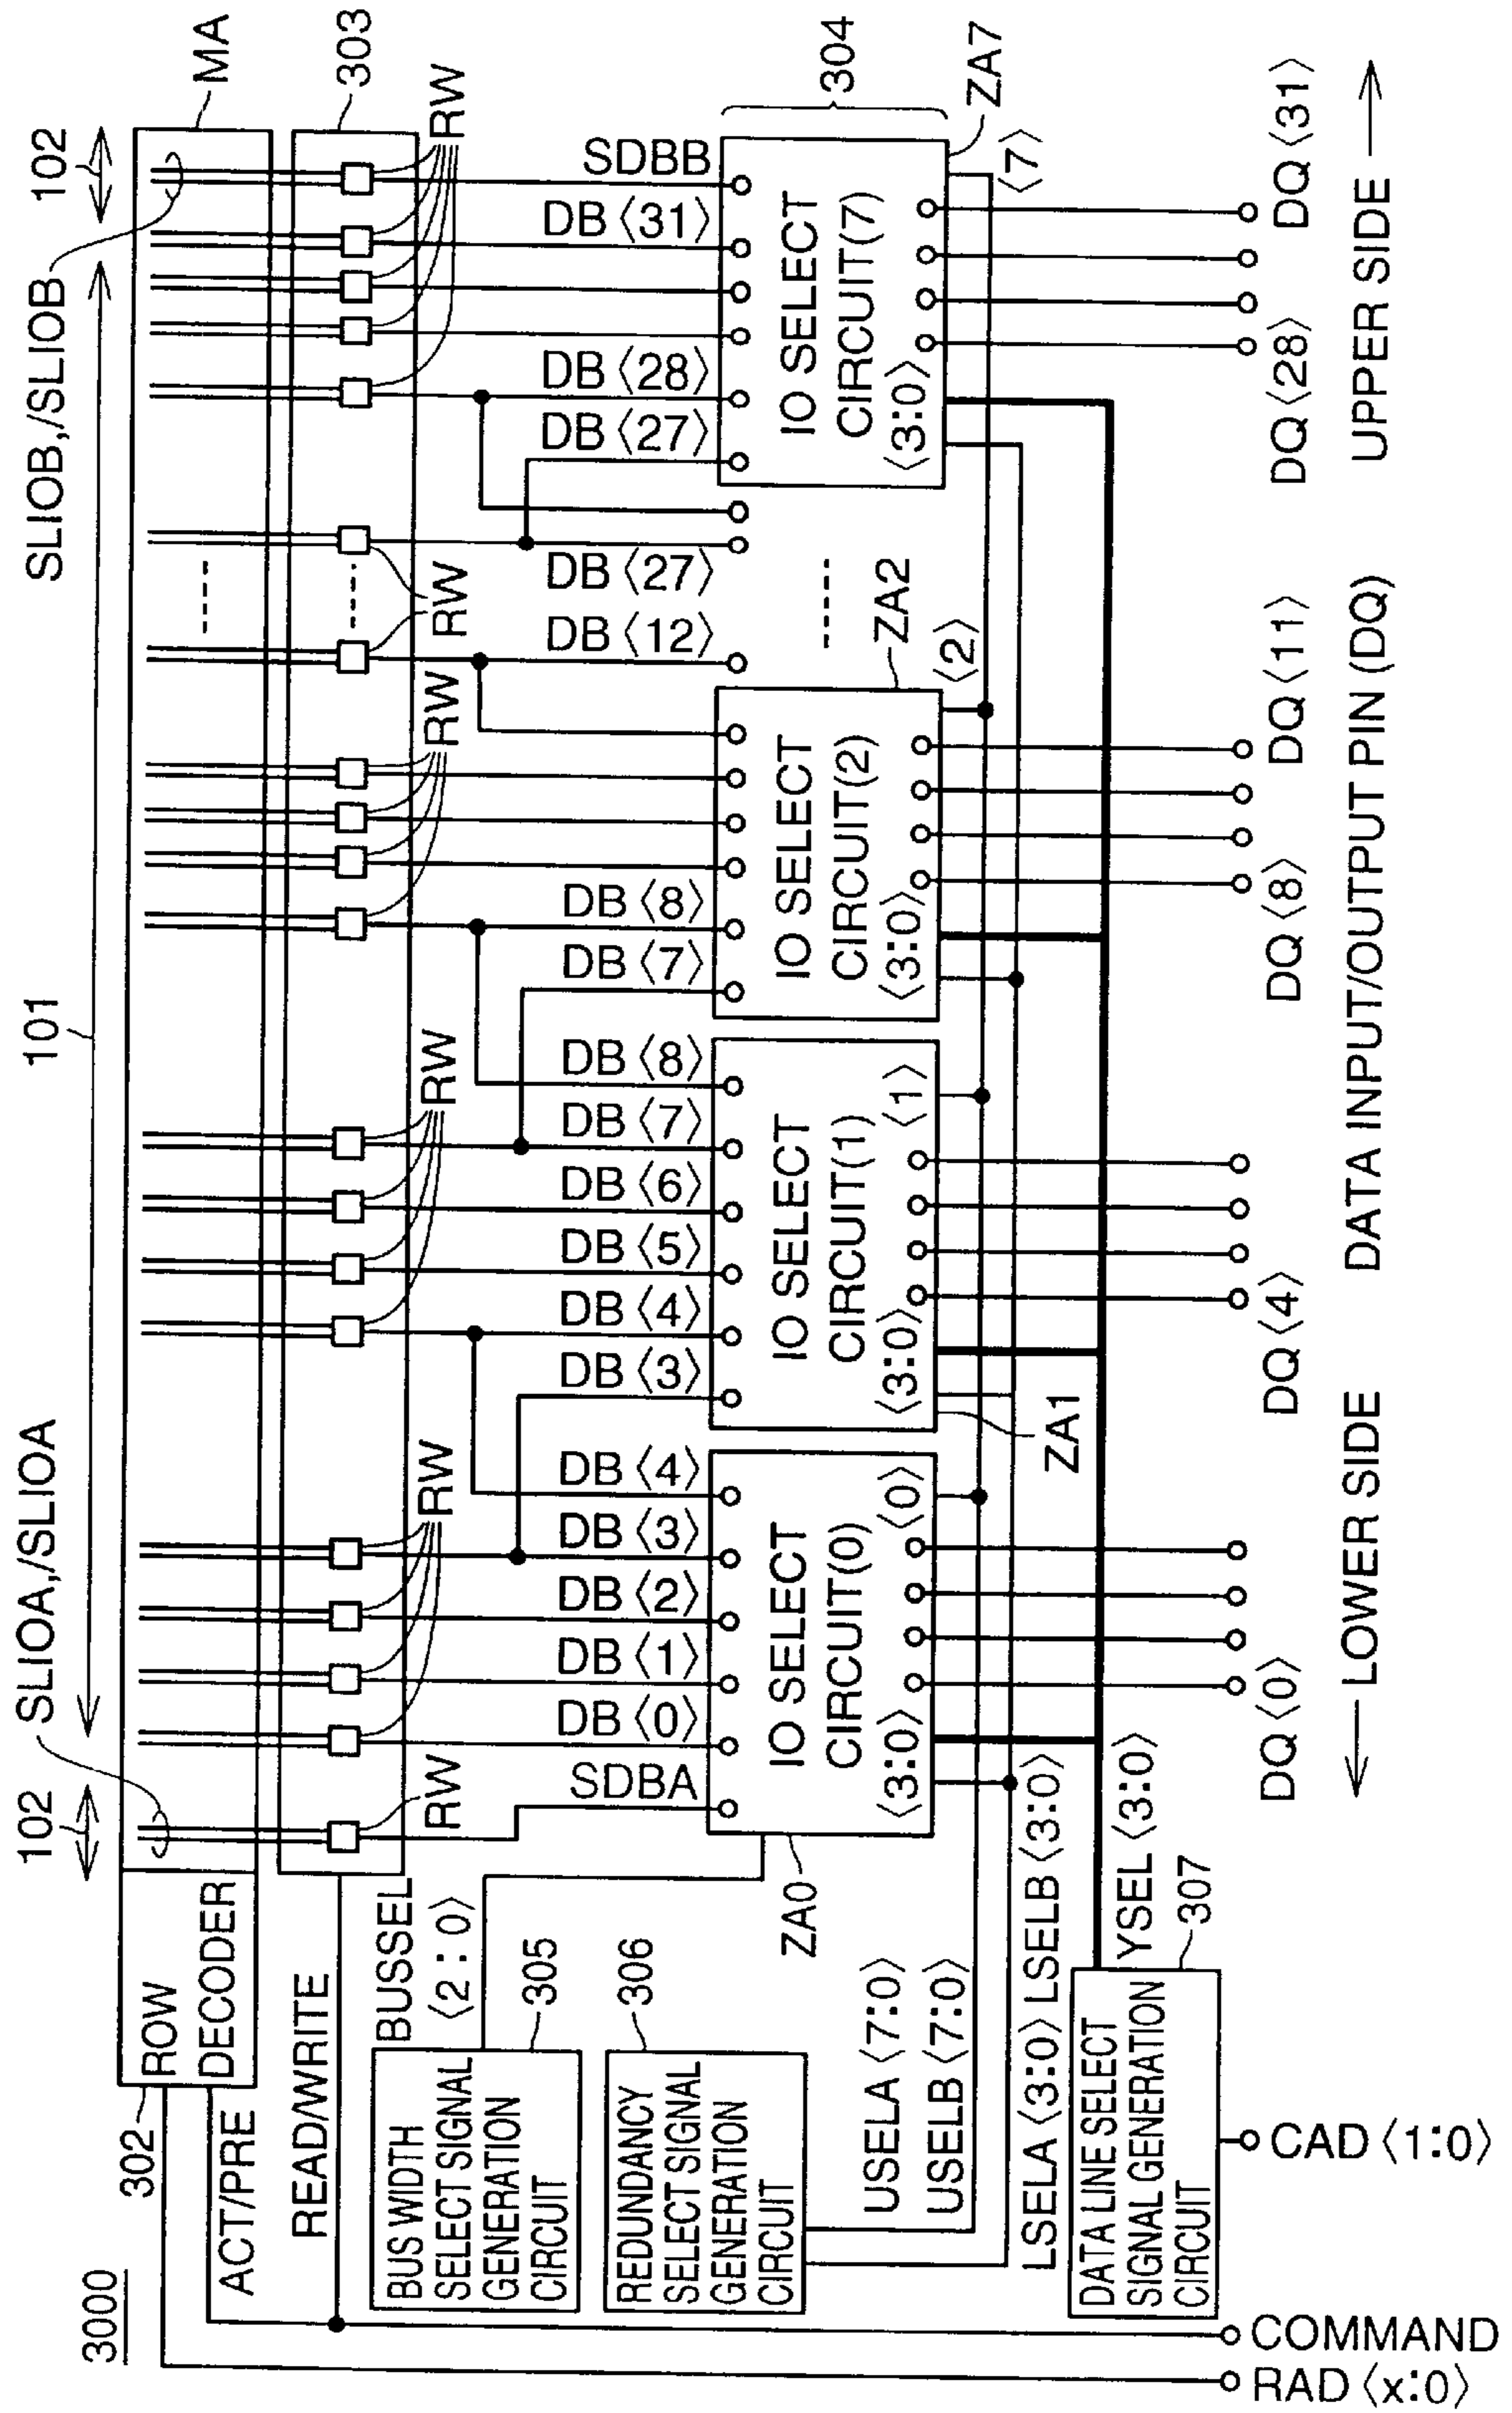 3000
SLIOA,/SLIOA
SLIOB,/SLIOB
102
101
102
MA
303
302
ROW
DECODER
ACT/PRE
READ/WRITE
RW
RW
RW
RW
RW
RW
BUSSEL
⟨2:0⟩
SDBA
DB⟨0⟩
DB⟨1⟩
DB⟨2⟩
DB⟨3⟩
DB⟨4⟩
DB⟨3⟩
DB⟨4⟩
DB⟨5⟩
DB⟨6⟩
DB⟨7⟩
DB⟨8⟩
DB⟨7⟩
DB⟨8⟩
DB⟨12⟩
DB⟨27⟩
DB⟨27⟩
DB⟨28⟩
DB⟨31⟩
SDBB
304
BUS WIDTH
SELECT SIGNAL
GENERATION
CIRCUIT
305
REDUNDANCY
SELECT SIGNAL
GENERATION
CIRCUIT
306
ZA0
IO SELECT
CIRCUIT(0)
⟨3:0⟩
⟨0⟩
IO SELECT
CIRCUIT(1)
⟨3:0⟩
⟨1⟩
ZA1
IO SELECT
CIRCUIT(2)
⟨3:0⟩
ZA2
⟨2⟩
IO SELECT
CIRCUIT(7)
⟨3:0⟩
ZA7
⟨7⟩
USELA⟨7:0⟩
USELB⟨7:0⟩
LSELA⟨3:0⟩ LSELB⟨3:0⟩
DATA LINE SELECT
SIGNAL GENERATION
CIRCUIT
YSEL⟨3:0⟩
307
CAD⟨1:0⟩
COMMAND
RAD⟨x:0⟩
DQ⟨0⟩
DQ⟨4⟩
DQ⟨8⟩
DQ⟨11⟩
DQ⟨28⟩
DQ⟨31⟩
LOWER SIDE
DATA INPUT/OUTPUT PIN (DQ)
UPPER SIDE